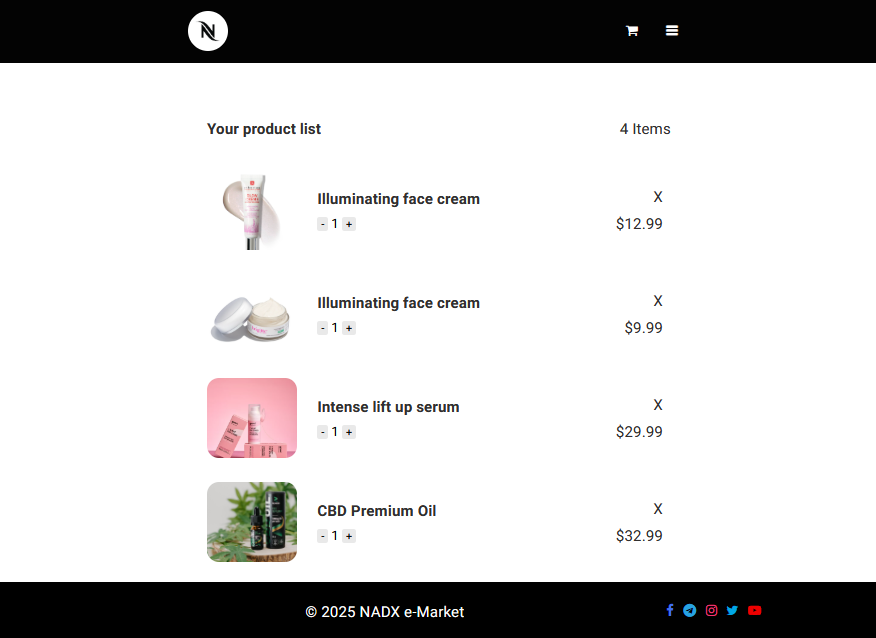 N
Your product list 4 Items
Illuminating face cream X
- 1 + $12.99
Illuminating face cream X
- 1 + $9.99
Intense lift up serum X
- 1 + $29.99
CBD Premium Oil X
- 1 + $32.99
© 2025 NADX e-Market